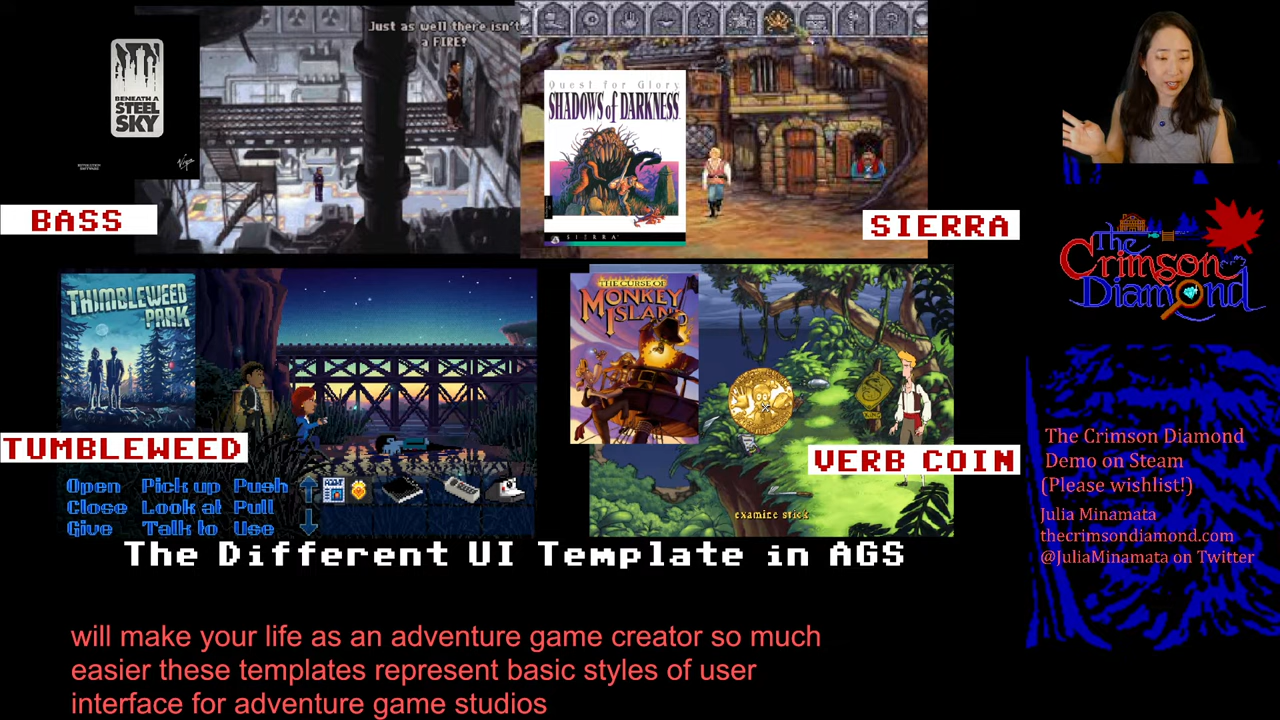 Just as well there isn't
a FIRE!
BENEATH A
STEEL
SKY
REVOLUTION
SOFTWARE
Virgin
BASS
Quest for Glory
SHADOWS of DARKNESS
SIERRA
SIERRA
The
Crimson
Diamond
THIMBLEWEED
PARK
TUMBLEWEED
Open Pick up Push
Close Look at Pull
Give Talk to Use
THE CURSE OF
MONKEY
ISLAND
VERB COIN
examine stick
The Different UI Template in AGS
The Crimson Diamond
Demo on Steam
(Please wishlist!)
Julia Minamata
thecrimsondiamond.com
@JuliaMinamata on Twitter
will make your life as an adventure game creator so much
easier these templates represent basic styles of user
interface for adventure game studios